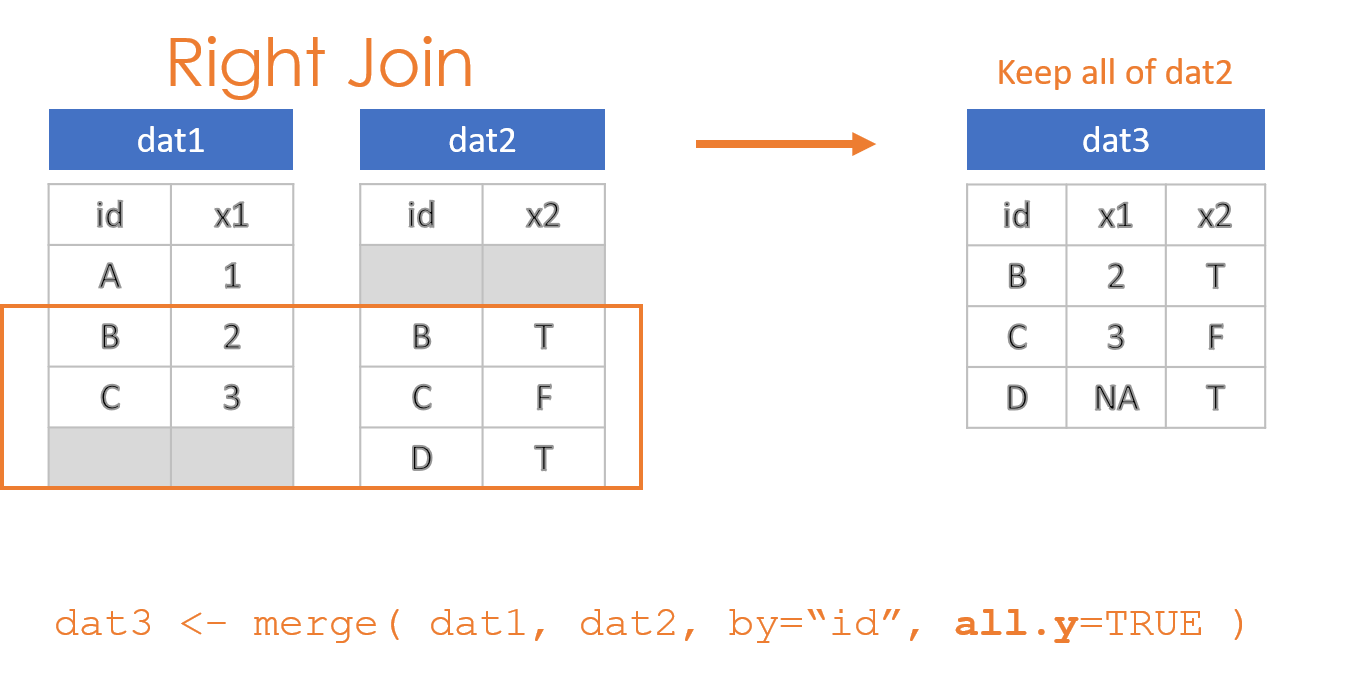 Right Join
Keep all of dat2
dat1 dat2 dat3
id x1 id x2 id x1 x2
A 1 B 2 T
B 2 B T C 3 F
C 3 C F D NA T
D T
dat3 <- merge( dat1, dat2, by=“id”, all.y=TRUE )